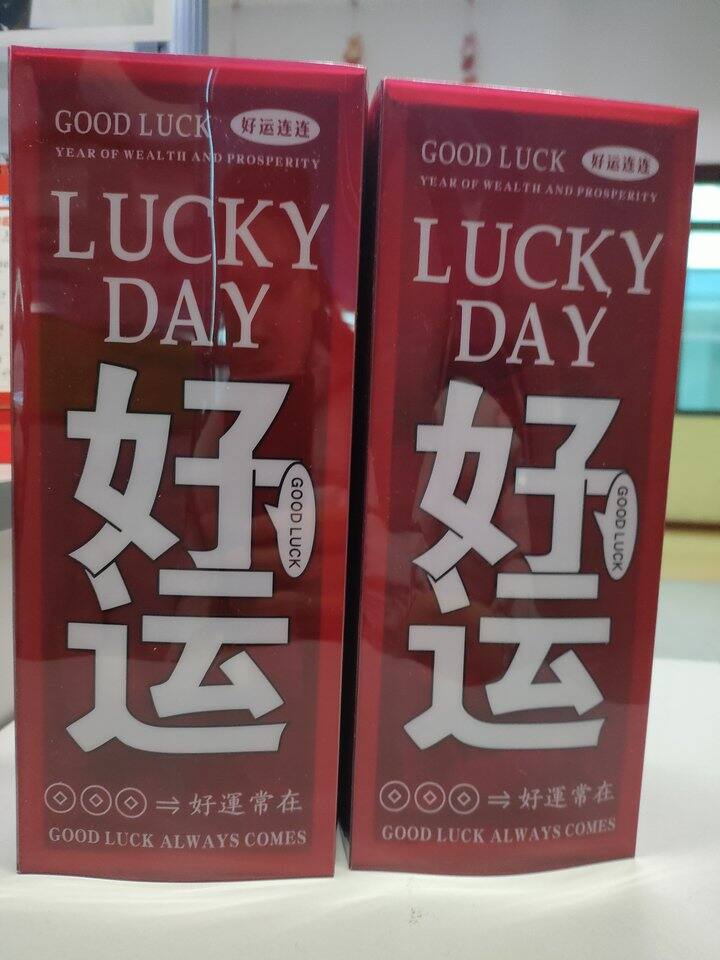 GOOD LUCK 好运连连
YEAR OF WEALTH AND PROSPERITY
LUCKY
DAY
好
GOOD LUCK
运
⇒好運常在
GOOD LUCK ALWAYS COMES
GOOD LUCK 好运连连
YEAR OF WEALTH AND PROSPERITY
LUCKY
DAY
好
GOOD LUCK
运
⇒好運常在
GOOD LUCK ALWAYS COMES